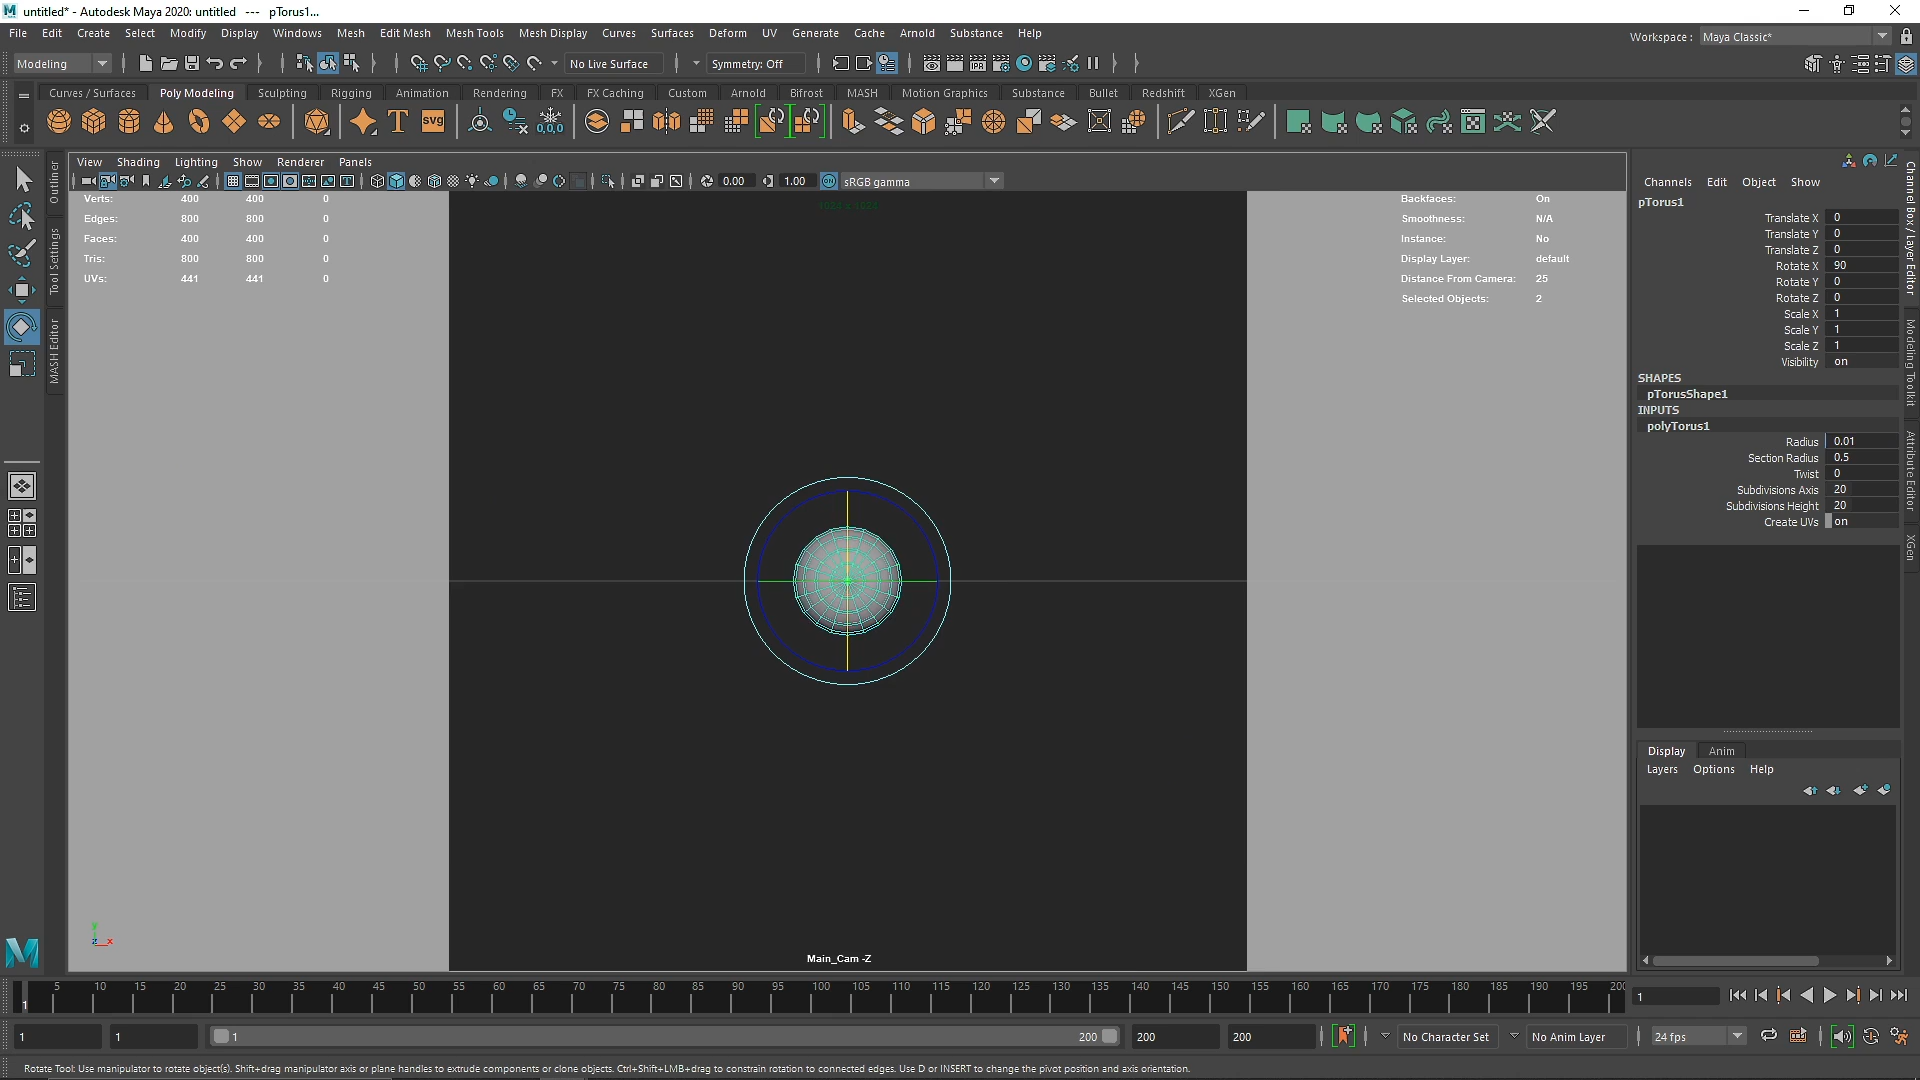 untitled* - Autodesk Maya 2020: untitled --- pTorus1...
File Edit Create Select Modify Display Windows Mesh Edit Mesh Mesh Tools Mesh Display Curves Surfaces Deform UV Generate Cache Arnold Substance Help
Workspace : Maya Classic*
Modeling No Live Surface Symmetry: Off
Curves / Surfaces Poly Modeling Sculpting Rigging Animation Rendering FX FX Caching Custom Arnold Bifrost MASH Motion Graphics Substance Bullet Redshift XGen
T svg 0,0,0
View Shading Lighting Show Renderer Panels
0.00 1.00 ON sRGB gamma
Outliner
Tool Settings
MASH Editor
Verts: 400 400 0
Edges: 800 800 0
Faces: 400 400 0
Tris: 800 800 0
UVs: 441 441 0
1024 x 1024
Backfaces: On
Smoothness: N/A
Instance: No
Display Layer: default
Distance From Camera: 25
Selected Objects: 2
Main_Cam -Z
y
z x
Channels Edit Object Show
pTorus1
Translate X 0
Translate Y 0
Translate Z 0
Rotate X 90
Rotate Y 0
Rotate Z 0
Scale X 1
Scale Y 1
Scale Z 1
Visibility on
SHAPES
pTorusShape1
INPUTS
polyTorus1
Radius 0.01
Section Radius 0.5
Twist 0
Subdivisions Axis 20
Subdivisions Height 20
Create UVs on
Channel Box / Layer Editor
Modeling Toolkit
Attribute Editor
XGen
Display Anim
Layers Options Help
5 10 15 20 25 30 35 40 45 50 55 60 65 70 75 80 85 90 95 100 105 110 115 120 125 130 135 140 145 150 155 160 165 170 175 180 185 190 195 200
1
1
1 1 1 200 200 200 No Character Set No Anim Layer 24 fps
Rotate Tool: Use manipulator to rotate object(s). Shift+drag manipulator axis or plane handles to extrude components or clone objects. Ctrl+Shift+LMB+drag to constrain rotation to connected edges. Use D or INSERT to change the pivot position and axis orientation.